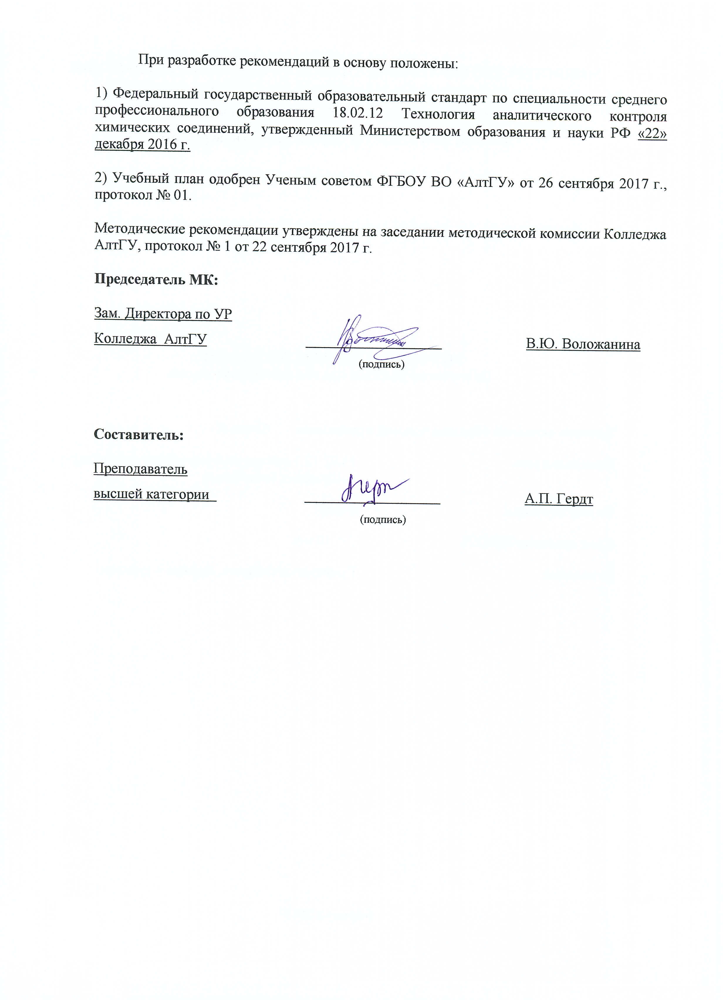 При разработке рекомендаций в основу положены:
1) Федеральный государственный образовательный стандарт по специальности среднего
профессионального образования 18.02.12 Технология аналитического контроля
химических соединений, утвержденный Министерством образования и науки РФ «22»
декабря 2016 г.
2) Учебный план одобрен Ученым советом ФГБОУ ВО «АлтГУ» от 26 сентября 2017 г.,
протокол № 01.
Методические рекомендации утверждены на заседании методической комиссии Колледжа
АлтГУ, протокол № 1 от 22 сентября 2017 г.
Председатель МК:
Зам. Директора по УР
Колледжа АлтГУ В.Ю. Воложанина
(подпись)
Составитель:
Преподаватель
высшей категории А.П. Гердт
(подпись)